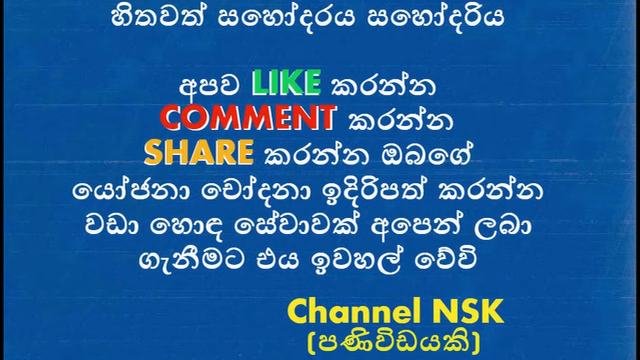 හිතවත් සහෝදරය සහෝදරිය
අපව LIKE කරන්න
COMMENT කරන්න
SHARE කරන්න ඔබගේ
යෝජනා චෝදනා ඉදිරිපත් කරන්න
වඩා හොඳ සේවාවක් අපෙන් ලබා
ගැනීමට එය ඉවහල් වේවි
Channel NSK
(පණිවිඩයකි)